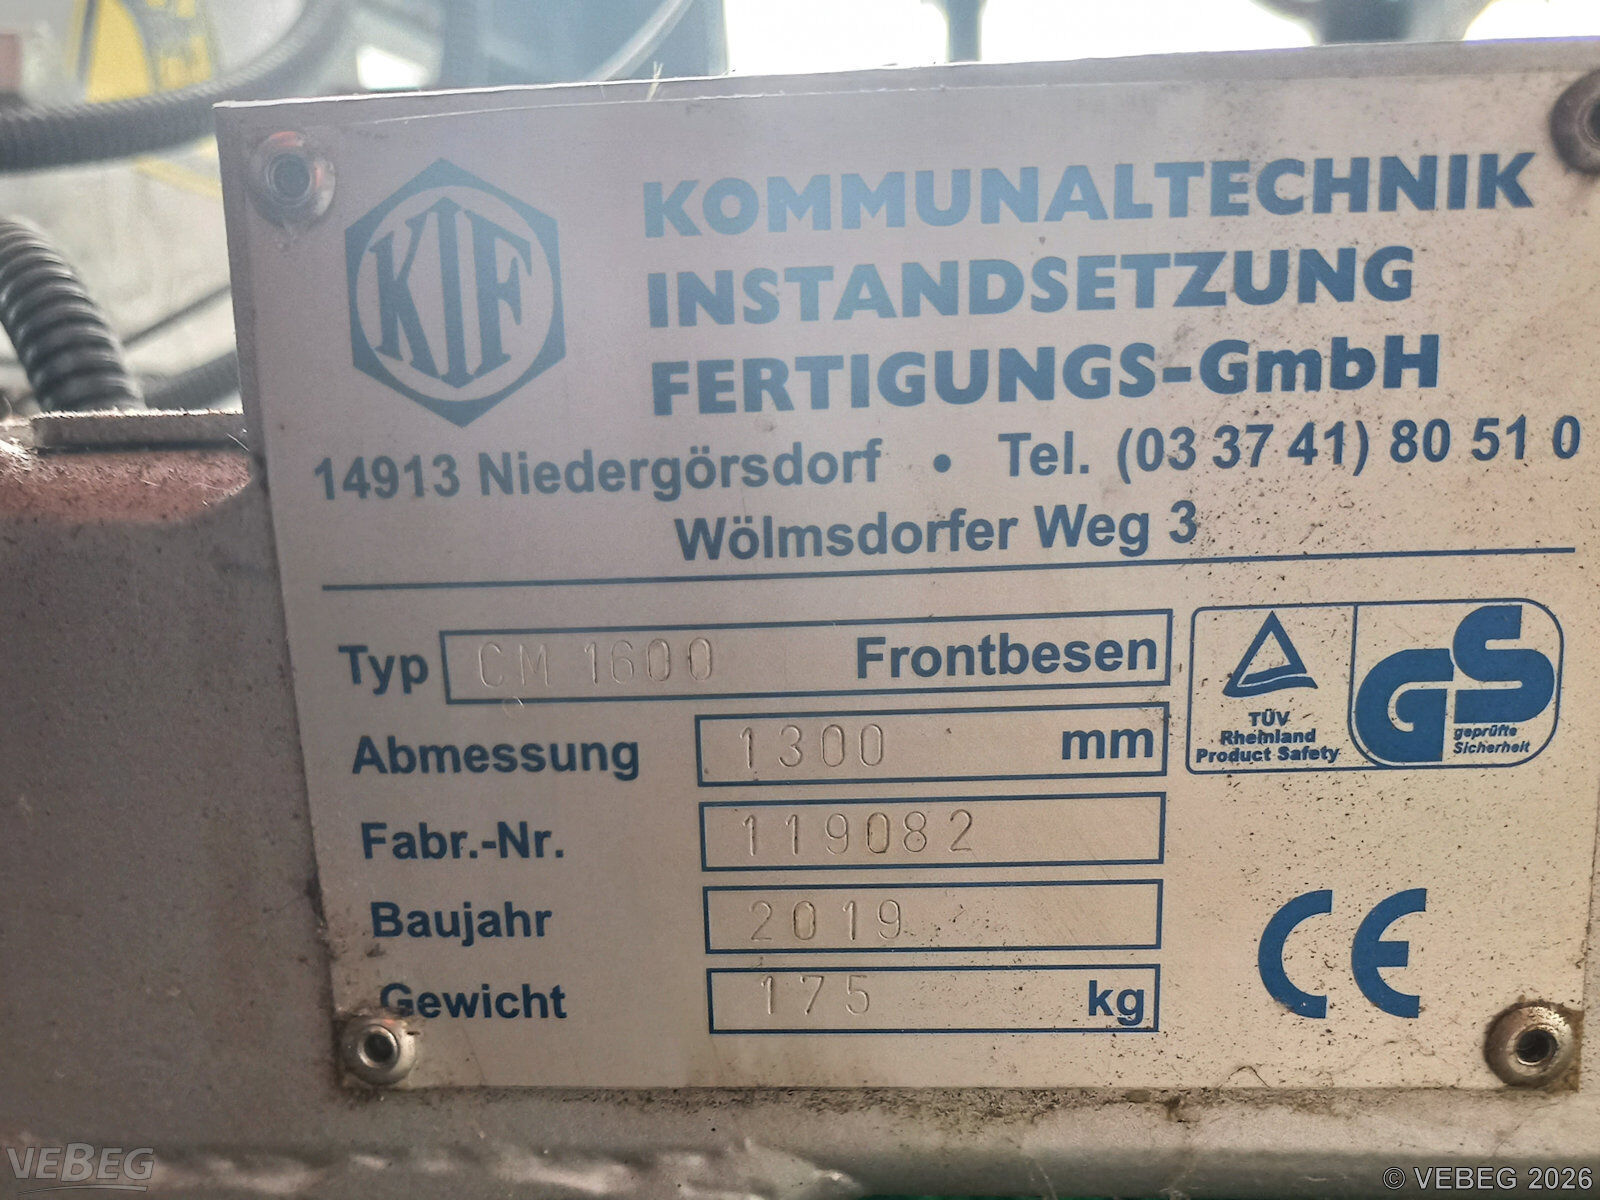 KIF
KOMMUNALTECHNIK
INSTANDSETZUNG
FERTIGUNGS-GmbH
14913 Niedergörsdorf • Tel. (03 37 41) 80 51 0
Wölmsdorfer Weg 3
Typ CM 1600 Frontbesen
Abmessung 1300 mm
Fabr.-Nr. 119082
Baujahr 2019
Gewicht 175 kg
TÜV
Rheinland
Product Safety
GS
geprüfte
Sicherheit
CE
VEBEG
© VEBEG 2026